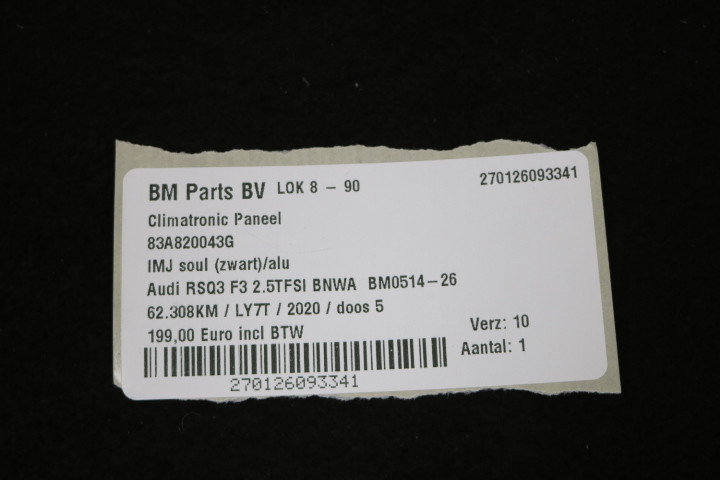 BM Parts BV LOK 8 - 90
270126093341
Climatronic Paneel
83A820043G
IMJ soul (zwart)/alu
Audi RSQ3 F3 2.5TFSI BNWA BM0514-26
62.308KM / LY7T / 2020 / doos 5
199,00 Euro incl BTW
Verz: 10
Aantal: 1
270126093341